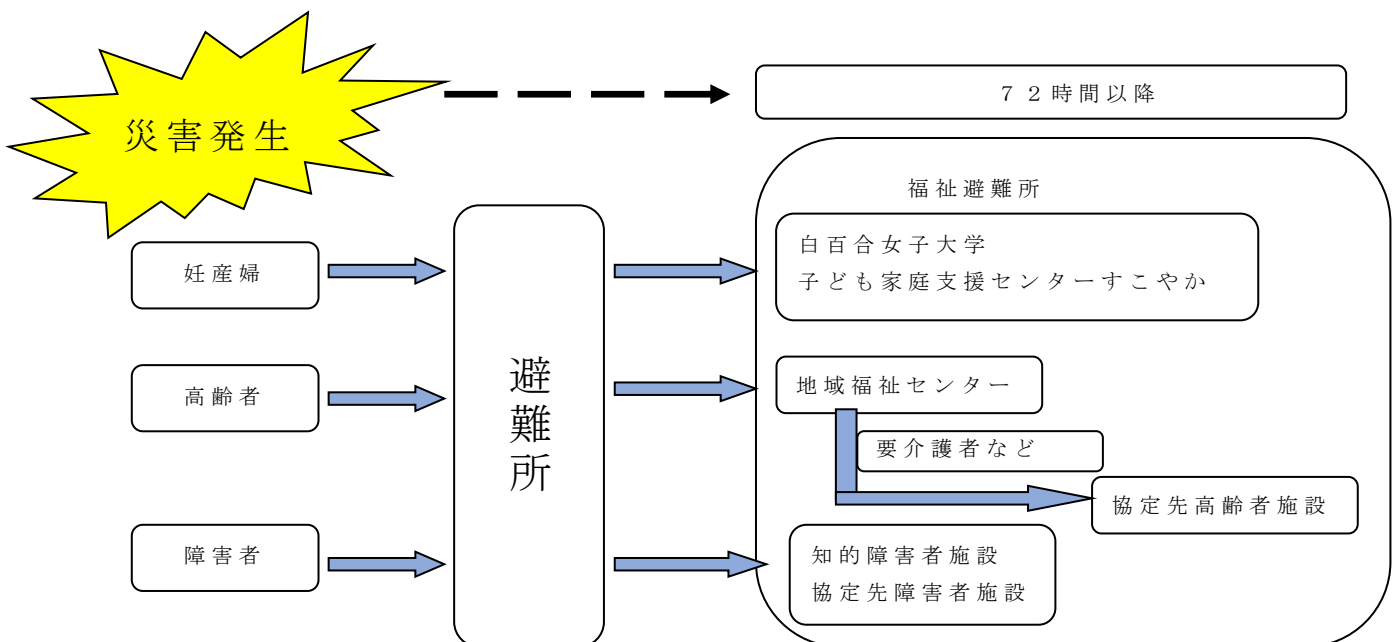 災害発生
７２時間以降
福祉避難所
妊産婦
白百合女子大学
子ども家庭支援センターすこやか
避難所
高齢者
地域福祉センター
要介護者など
協定先高齢者施設
障害者
知的障害者施設
協定先障害者施設